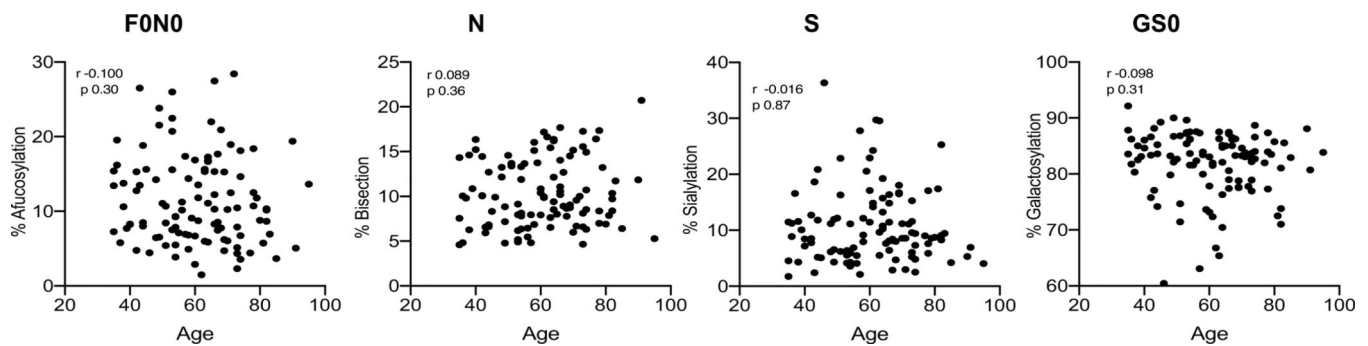 F0N0
N
S
GS0
r -0.100
p 0.30
% Afucosylation
30
20
10
0
20
40
60
80
100
Age
r 0.089
p 0.36
% Bisection
25
20
15
10
5
0
20
40
60
80
100
Age
r -0.016
p 0.87
% Sialylation
40
30
20
10
0
20
40
60
80
100
Age
r -0.098
p 0.31
% Galactosylation
100
90
80
70
60
20
40
60
80
100
Age